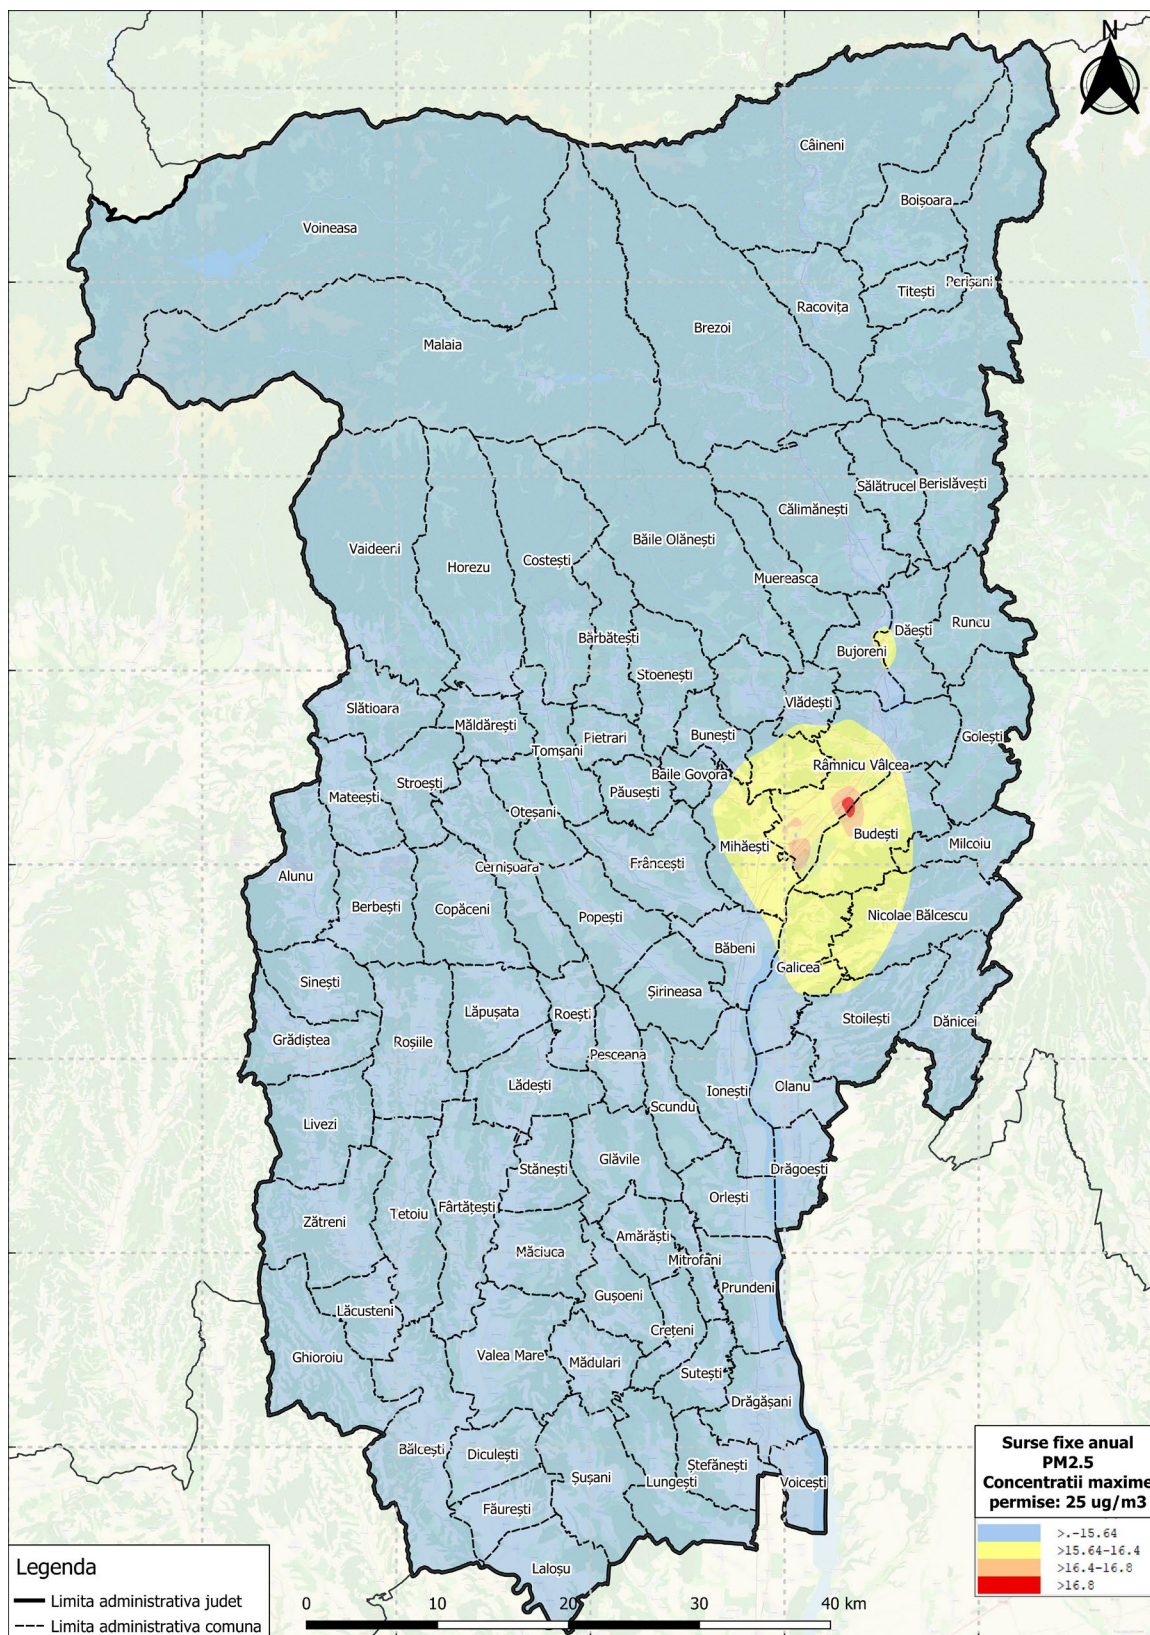 N
Câineni
Boișoara
Voineasa
Perișani
Titești
Racovița
Brezoi
Malaia
Sălătrucel
Berislăvești
Călimănești
Băile Olănești
Vaideeni
Costești
Horezu
Muereasca
Runcu
Dăești
Bărbătești
Bujoreni
Stoenești
Vlădești
Slătioara
Măldărești
Bunești
Golești
Pietrari
Tomșani
Râmnicu Vâlcea
Băile Govora
Stroești
Păusești
Mateești
Oteșani
Budești
Mihăești
Milcoiu
Frâncești
Cernișoara
Alunu
Berbești
Copăceni
Popești
Nicolae Bălcescu
Băbeni
Galicea
Sinești
Șirineasa
Lăpușata
Roești
Stoilești
Dănicei
Grădiștea
Roșiile
Pesceana
Lădești
Olanu
Ionești
Scundu
Livezi
Glăvile
Stănești
Drăgoești
Orlești
Fârtățești
Tetoiu
Zătreni
Amărăști
Măciuca
Mitrofani
Prundeni
Gușoeni
Lăcusteni
Crețeni
Ghioroiu
Valea Mare
Mădulari
Sutești
Drăgășani
Bălcești
Diculești
Ștefănești
Șușani
Lungești
Voicești
Făurești
Laloșu
Surse fixe anual
PM2.5
Concentratii maxime
permise: 25 ug/m3
>.-15.64
>15.64-16.4
>16.4-16.8
>16.8
Legenda
Limita administrativa judet
Limita administrativa comuna
0 10 20 30 40 km